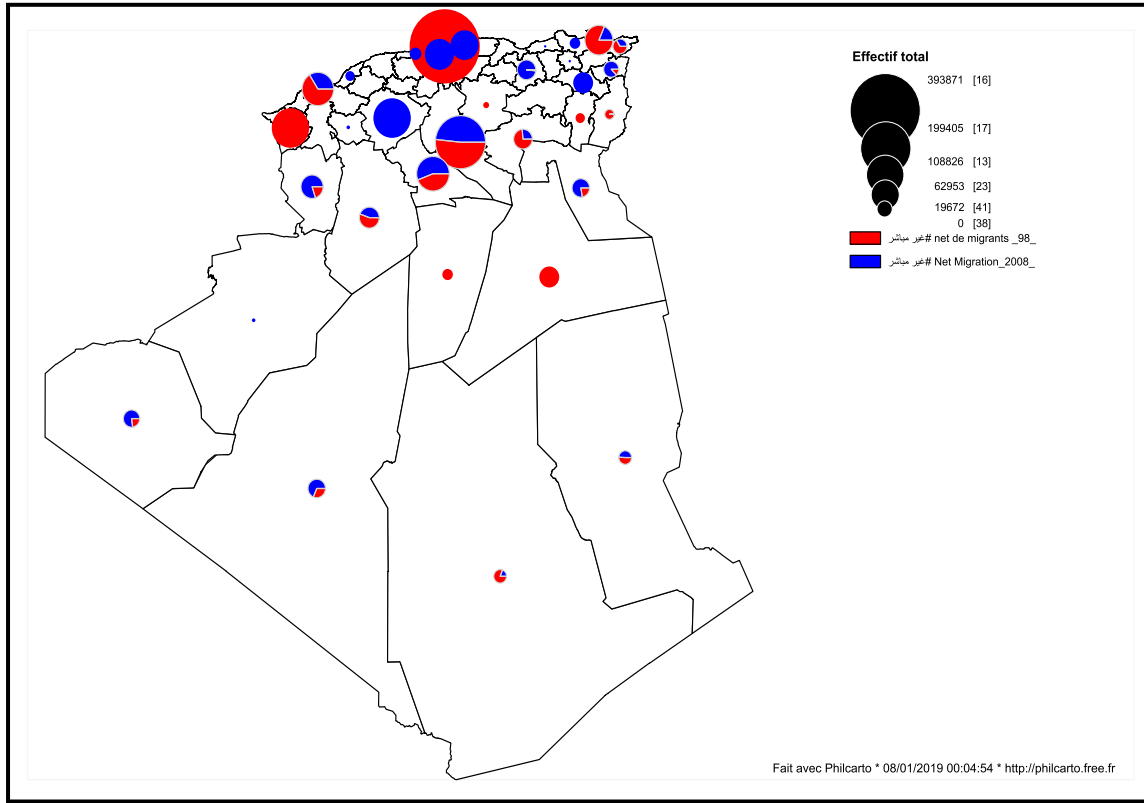 Effectif total
393871 [16]
199405 [17]
108826 [13]
62953 [23]
19672 [41]
0 [38]
غير مباشر# net de migrants _98_
غير مباشر# Net Migration_2008_
Fait avec Philcarto * 08/01/2019 00:04:54 * http://philcarto.free.fr